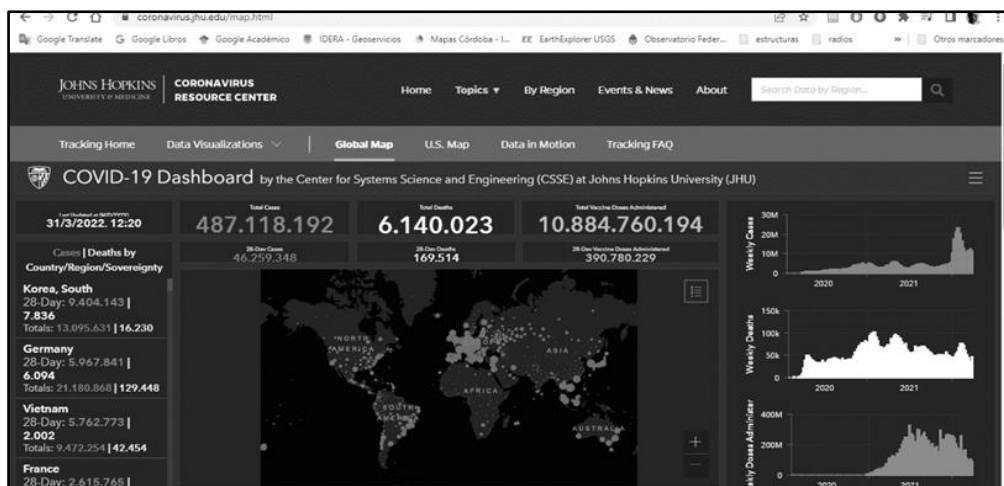 coronavirus.jhu.edu/map.html
Google Translate Google Libros Google Académico IDERA - Geoservicios Mapas Córdoba - I... EarthExplorer USGS Observatorio Feder... estructuras radios » Otros marcadores
JOHNS HOPKINS
UNIVERSITY & MEDICINE
CORONAVIRUS
RESOURCE CENTER
Home Topics By Region Events & News About Search Data by Region...
Tracking Home Data Visualizations Global Map U.S. Map Data in Motion Tracking FAQ
COVID-19 Dashboard by the Center for Systems Science and Engineering (CSSE) at Johns Hopkins University (JHU)
Last Updated at
31/3/2022. 12:20
Total Cases
487.118.192
Total Deaths
6.140.023
Total Vaccine Doses Administered
10.884.760.194
28-Day Cases
46.259.348
28-Day Deaths
169.514
28-Day Vaccine Doses Administered
390.780.229
Cases | Deaths by
Country/Region/Sovereignty
Korea, South
28-Day: 9.404.143 |
7.836
Totals: 13.095.631 | 16.230
Germany
28-Day: 5.967.841 |
6.094
Totals: 21.180.868 | 129.448
Vietnam
28-Day: 5.762.773 |
2.002
Totals: 9.472.254 | 42.454
France
28-Day: 2.615.765 |
NORTH
AMERICA
ASIA
AFRICA
SOUTH
AMERICA
AUSTRALIA
+
−
Weekly Cases
30M
20M
10M
0
2020 2021
Weekly Deaths
150k
100k
50k
0
2020 2021
Weekly Doses Administer
400M
200M
0
2020 2021